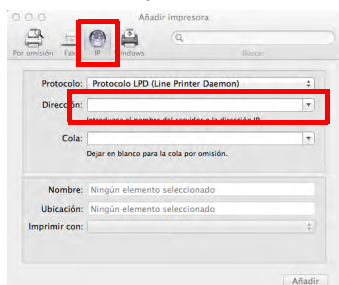 Añadir impresora
Por omisión Fax IP Windows Buscar
Protocolo: Protocolo LPD (Line Printer Daemon)
Dirección:
Introduzca el nombre del servidor o la dirección IP.
Cola:
Dejar en blanco para la cola por omisión.
Nombre: Ningún elemento seleccionado
Ubicación: Ningún elemento seleccionado
Imprimir con:
Añadir